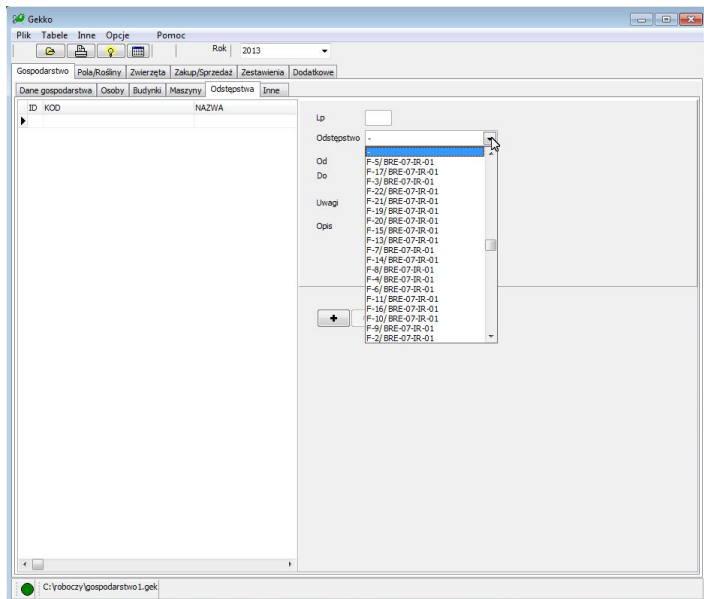 Gekko
Plik Tabele Inne Opcje Pomoc
Rok 2013
Gospodarstwo Pola/Rośliny Zwierzęta Zakup/Sprzedaż Zestawienia Dodatkowe
Dane gospodarstwa Osoby Budynki Maszyny Odstępstwa Inne
ID KOD NAZWA
Lp
Odstępstwo -
-
Od
F-5/BRE-07-IR-01
F-17/BRE-07-IR-01
Do
F-3/BRE-07-IR-01
F-22/BRE-07-IR-01
Uwagi
F-21/BRE-07-IR-01
F-19/BRE-07-IR-01
F-20/BRE-07-IR-01
Opis
F-15/BRE-07-IR-01
F-13/BRE-07-IR-01
F-7/BRE-07-IR-01
F-14/BRE-07-IR-01
F-8/BRE-07-IR-01
F-4/BRE-07-IR-01
F-6/BRE-07-IR-01
F-11/BRE-07-IR-01
F-16/BRE-07-IR-01
+
F-10/BRE-07-IR-01
F-9/BRE-07-IR-01
F-2/BRE-07-IR-01
C:\roboczy\gospodarstwo1.gek